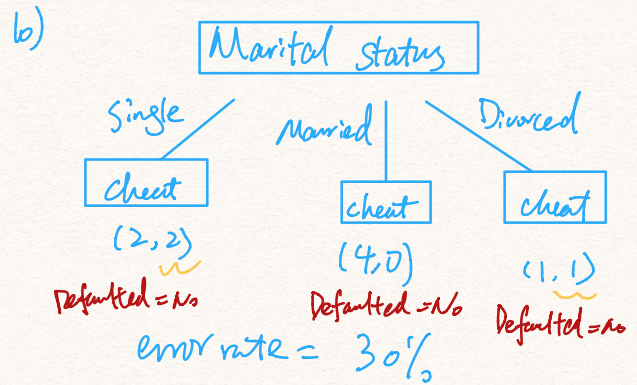 b)
Marital Status
Single
Married
Divorced
cheat
cheat
cheat
(2,2)
(4,0)
(1,1)
Defaulted = No
Defaulted = No
Defaulted = no
error rate = 30%